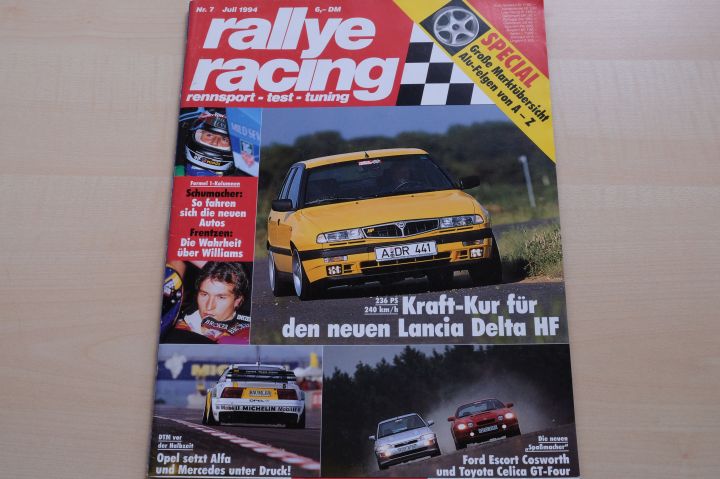 Nr. 7 Juli 1994 6,– DM
rallye
racing
rennsport - test - tuning
SPECIAL
Große Marktübersicht
Alu-Felgen von A – Z
Formel 1-Kolumnen
Schumacher:
So fahren
sich die neuen
Autos
Frentzen:
Die Wahrheit
über Williams
A DR 441
236 PS
240 km/h
Kraft-Kur für
den neuen Lancia Delta HF
MICHELIN
OPEL
DTM vor
der Halbzeit
Opel setzt Alfa
und Mercedes unter Druck!
Die neuen
„Spaßmacher“
Ford Escort Cosworth
und Toyota Celica GT-Four